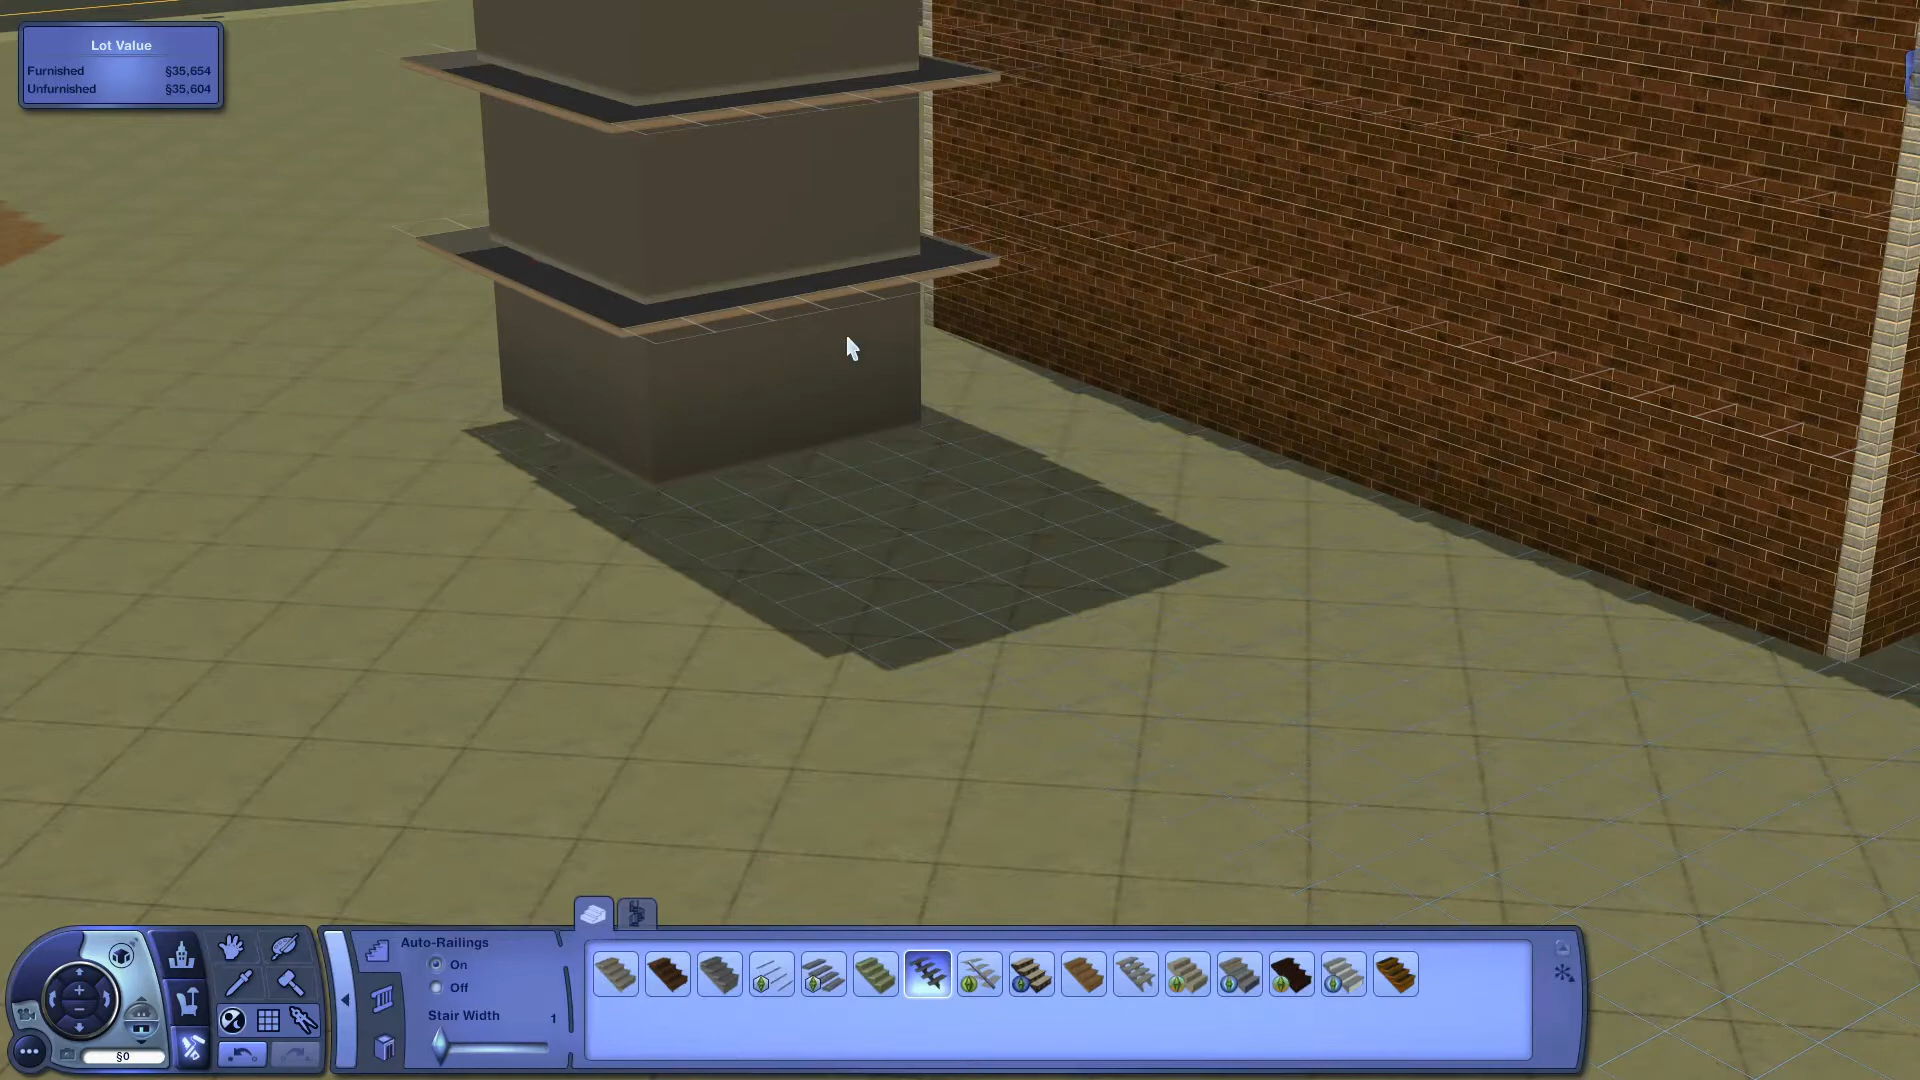 Lot Value
Furnished §35,654
Unfurnished §35,604
Auto-Railings
On
Off
Stair Width 1
§0